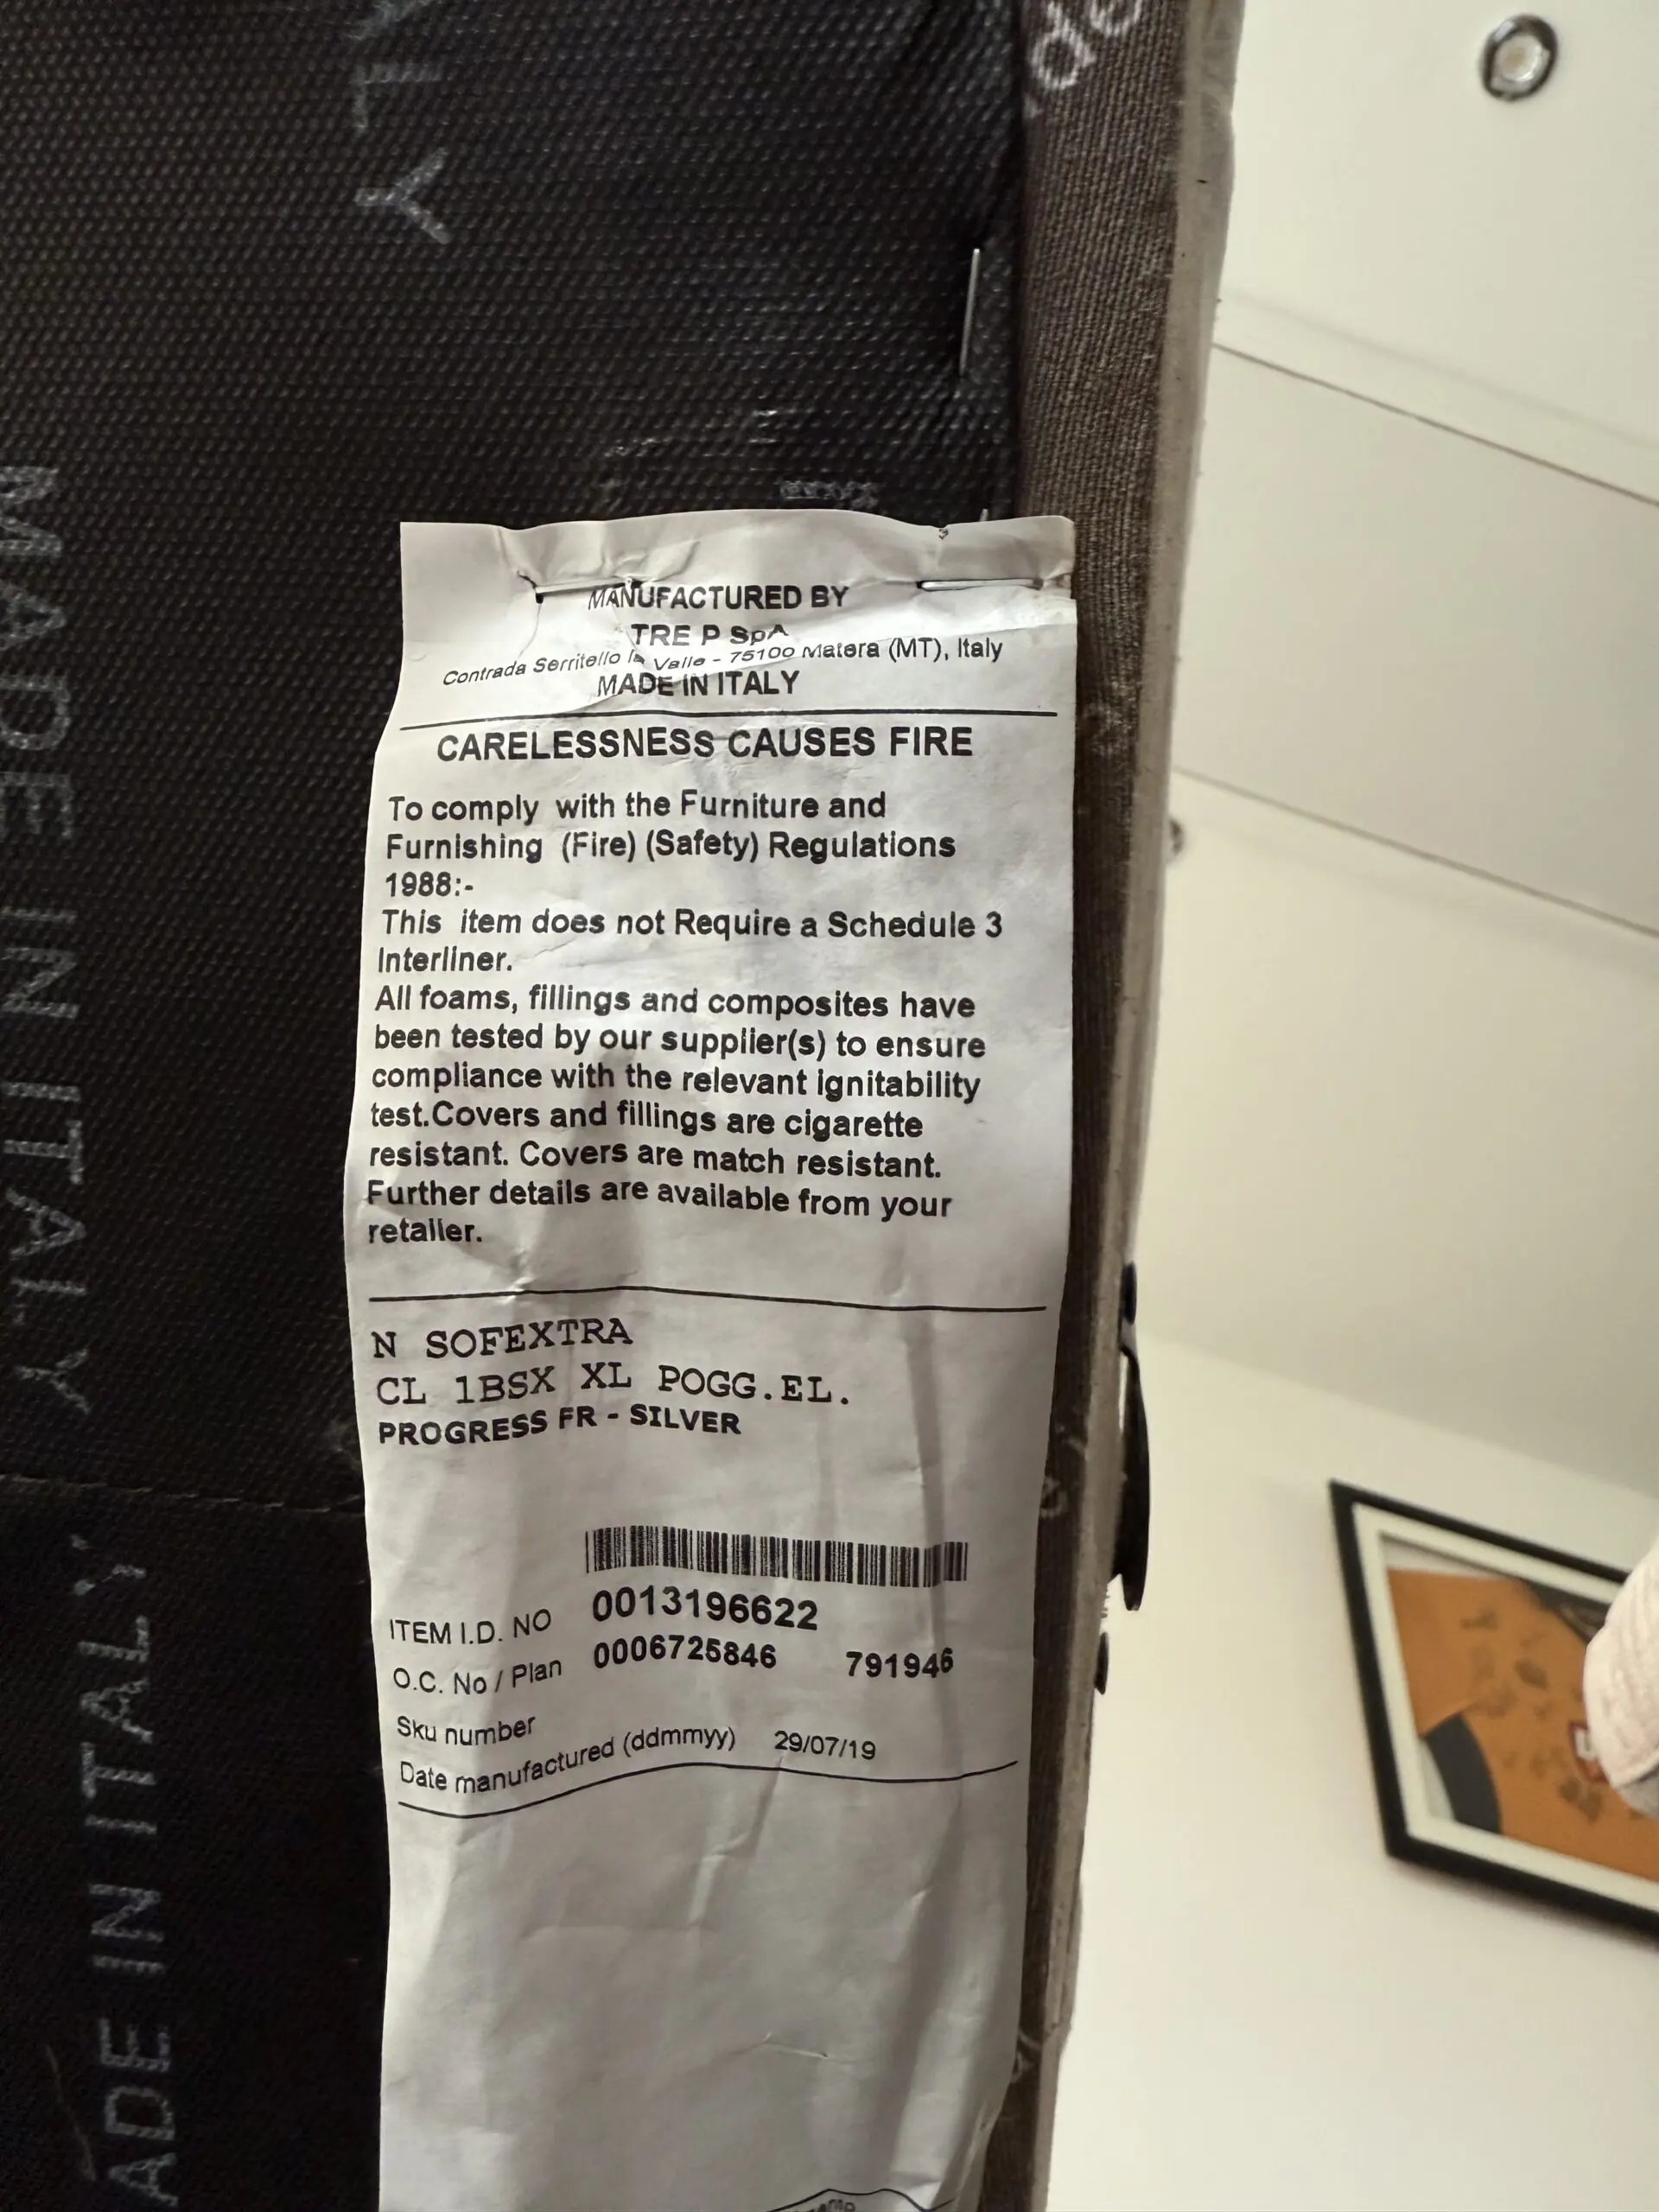 MANUFACTURED BY
TRE P SpA
Contrada Serritello la Valle - 75100 Matera (MT), Italy
MADE IN ITALY
CARELESSNESS CAUSES FIRE
To comply with the Furniture and
Furnishing (Fire) (Safety) Regulations
1988:-
This item does not Require a Schedule 3
Interliner.
All foams, fillings and composites have
been tested by our supplier(s) to ensure
compliance with the relevant ignitability
test.Covers and fillings are cigarette
resistant. Covers are match resistant.
Further details are available from your
retailer.
N SOFEXTRA
CL 1BSX XL POGG.EL.
PROGRESS FR - SILVER
ITEM I.D. NO 0013196622
O.C. No / Plan 0006725846 791946
Sku number
Date manufactured (ddmmyy) 29/07/19
MADE IN ITALY
ADE IN ITALY
LY